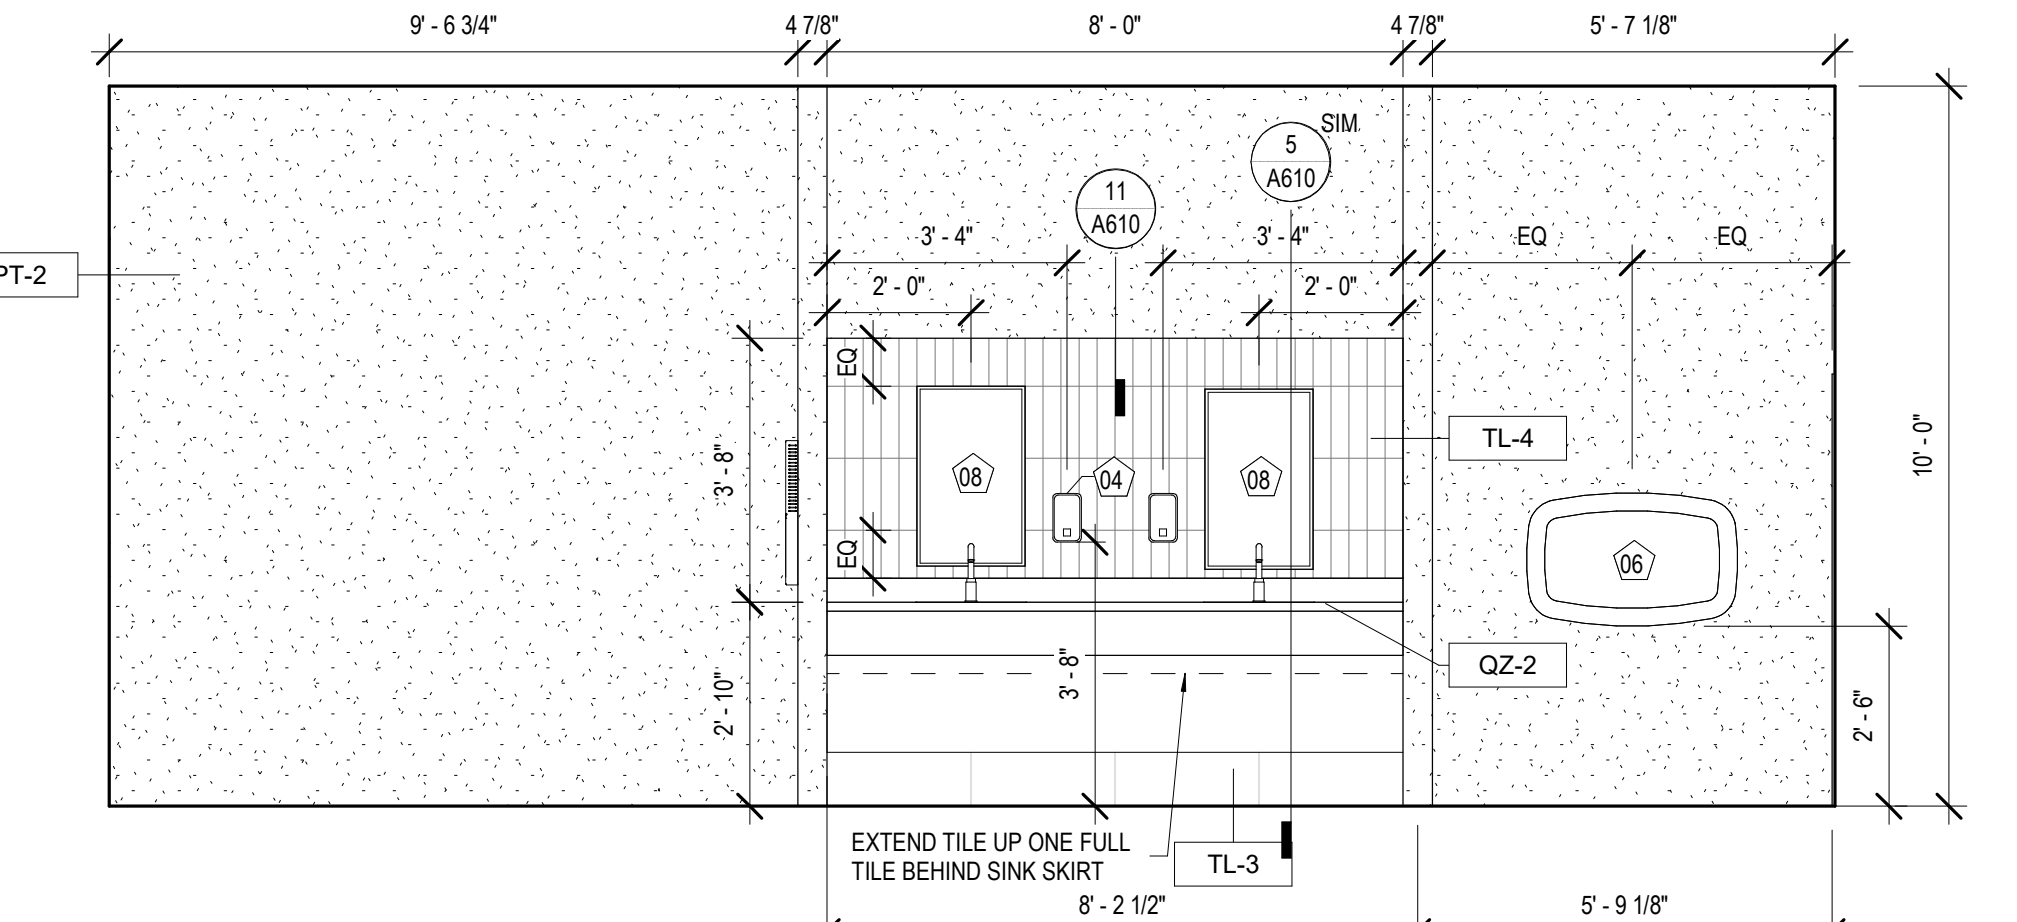 9' - 6 3/4"
4 7/8"
8' - 0"
4 7/8"
5' - 7 1/8"
SIM
5
A610
11
A610
3' - 4"
3' - 4"
EQ
EQ
PT-2
2' - 0"
2' - 0"
EQ
TL-4
10' - 0"
3' - 8"
08
04
08
EQ
06
QZ-2
3' - 8"
2' - 10"
2' - 6"
EXTEND TILE UP ONE FULL
TILE BEHIND SINK SKIRT
TL-3
8' - 2 1/2"
5' - 9 1/8"